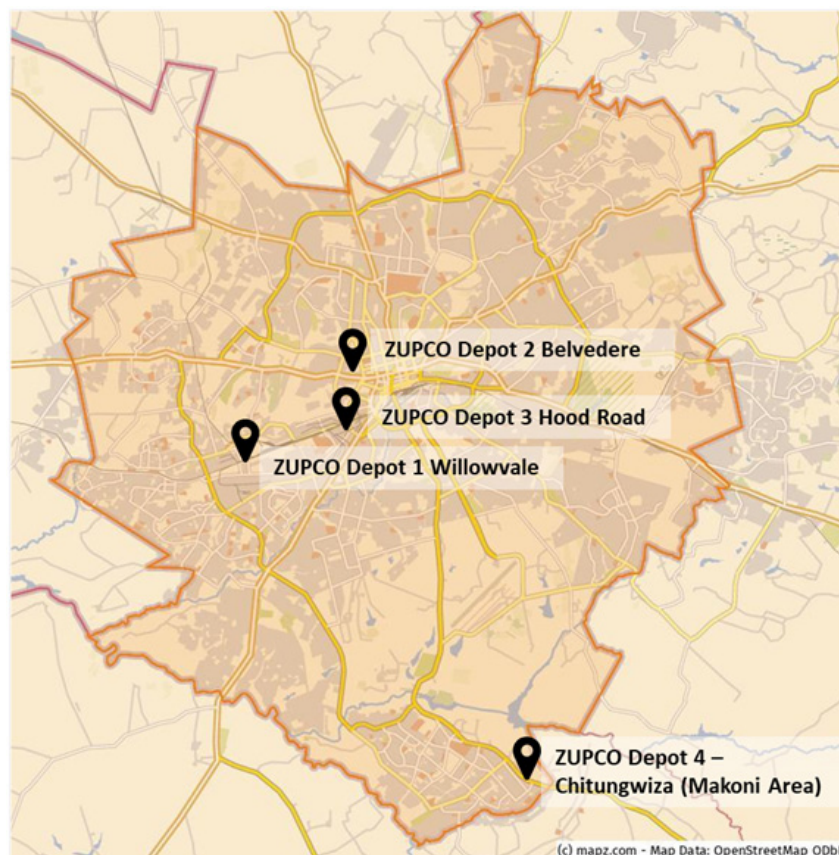 ZUPCO Depot 2 Belvedere
ZUPCO Depot 3 Hood Road
ZUPCO Depot 1 Willowvale
ZUPCO Depot 4 –
Chitungwiza (Makoni Area)
(c) mapz.com - Map Data: OpenStreetMap ODbL